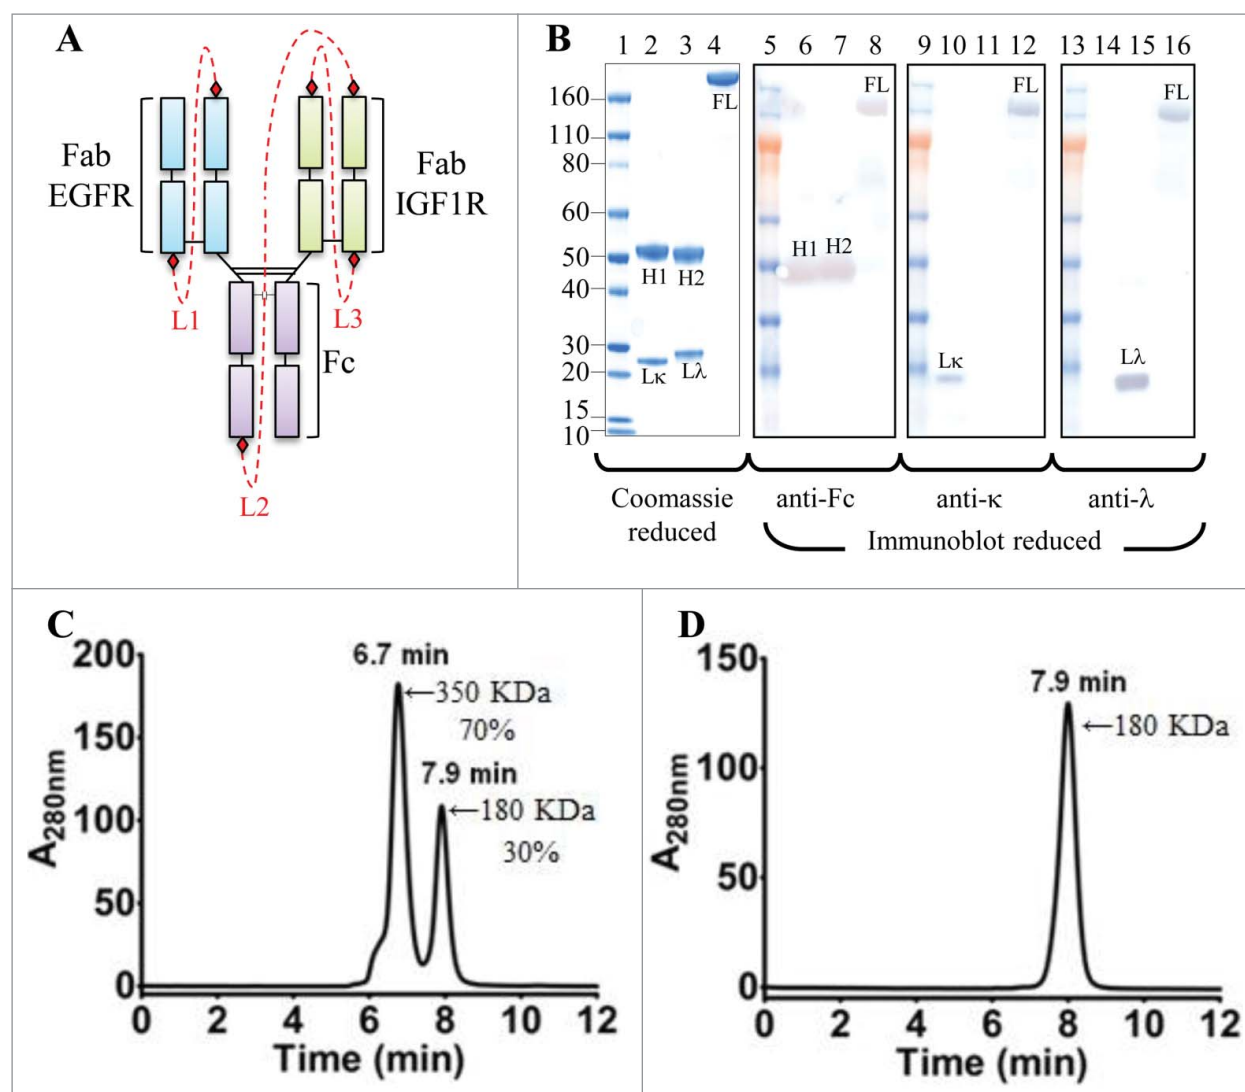 A
Fab
EGFR
Fab
IGF1R
L1
L3
Fc
L2
B
1 2 3 4 5 6 7 8 9 10 11 12 13 14 15 16
160
110
80
60
50
40
30
20
15
10
FL
H1
H2
Lκ
Lλ
FL
H1 H2
FL
Lκ
FL
Lλ
Coomassie
reduced
anti-Fc
anti-κ
anti-λ
Immunoblot reduced
C
200
150
100
50
0
A280nm
6.7 min
←350 KDa
70%
7.9 min
←180 KDa
30%
0 2 4 6 8 10 12
Time (min)
D
150
100
50
0
A280nm
7.9 min
←180 KDa
0 2 4 6 8 10 12
Time (min)